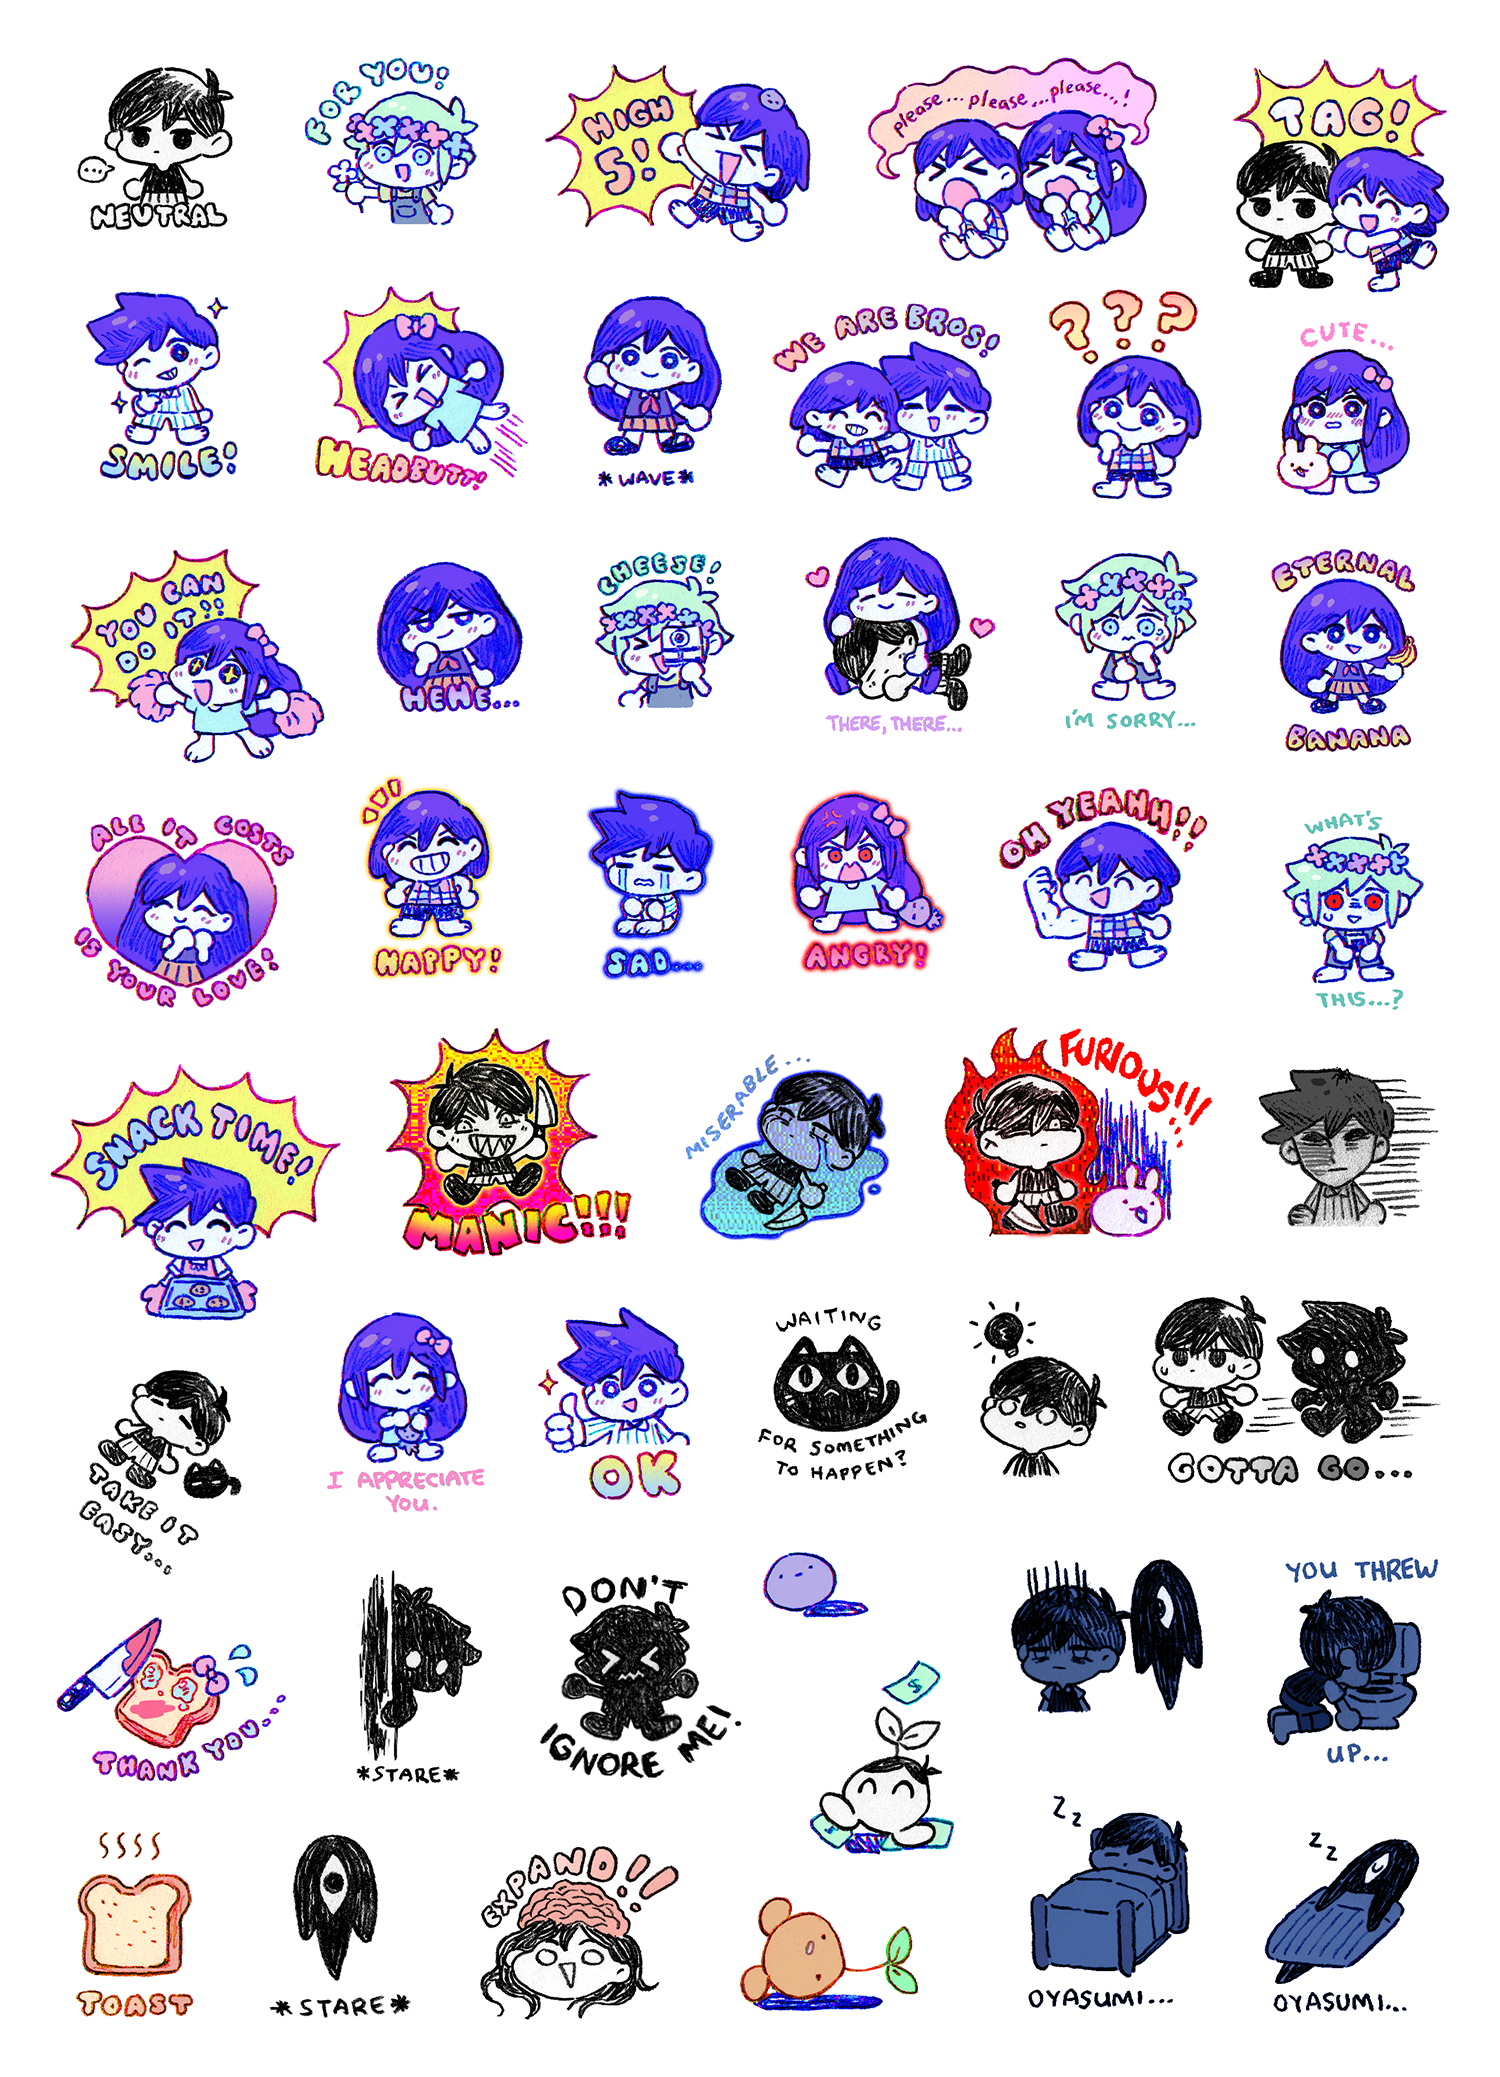 ...
NEUTRAL
FOR YOU!
HIGH
5!
please... please... please...!
TAG!
SMILE!
HEADBUTT!
*WAVE*
WE ARE BROS!
???
CUTE...
YOU CAN
DO IT!!
HEHE...
CHEESE!
THERE, THERE...
I'M SORRY...
ETERNAL
BANANA
ALL IT COSTS
IS YOUR LOVE!
HAPPY!
SAD...
ANGRY!
OH YEAHH!!
WHAT'S
THIS...?
SNACK TIME!
MANIC!!!
MISERABLE...
FURIOUS!!!
TAKE IT
EASY...
I APPRECIATE
YOU.
OK
WAITING
FOR SOMETHING
TO HAPPEN?
GOTTA GO...
THANK YOU...
*STARE*
DON'T
IGNORE ME!
$
$
YOU THREW
UP...
TOAST
*STARE*
EXPAND!!
Z Z
OYASUMI...
Z Z
OYASUMI...